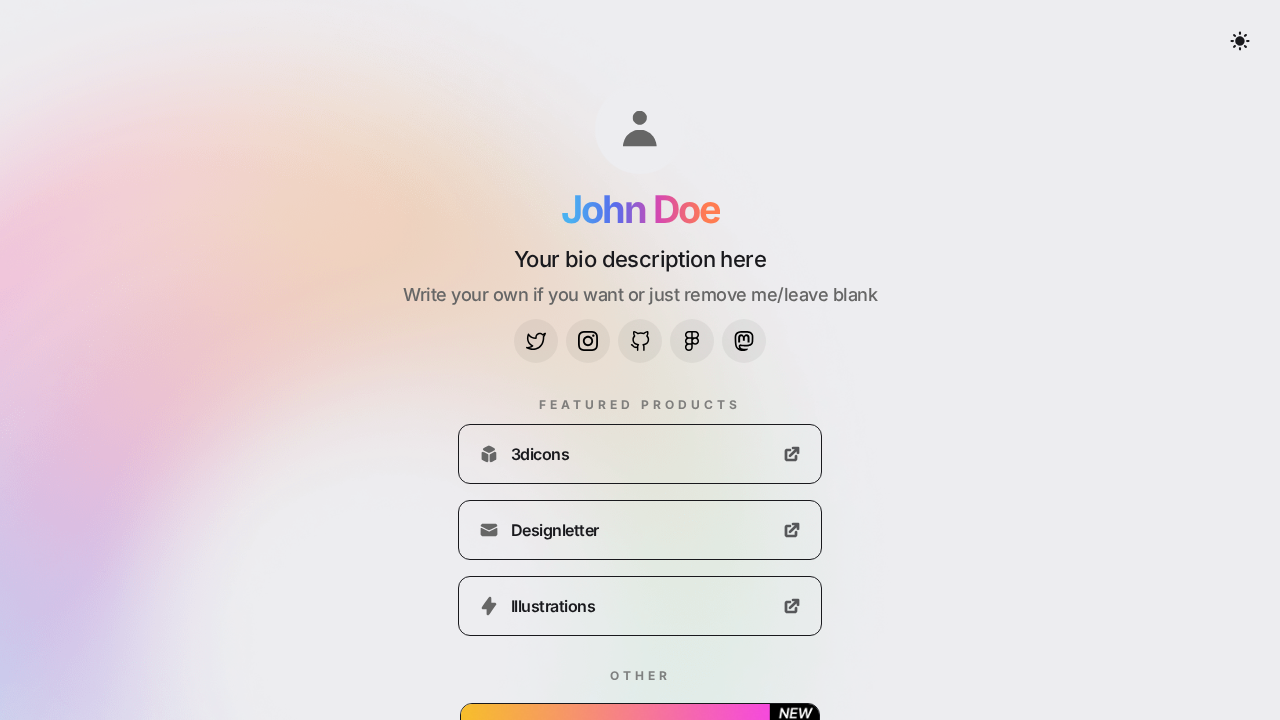 John Doe
Your bio description here
Write your own if you want or just remove me/leave blank
FEATURED PRODUCTS
3dicons
Designletter
Illustrations
OTHER
NEW